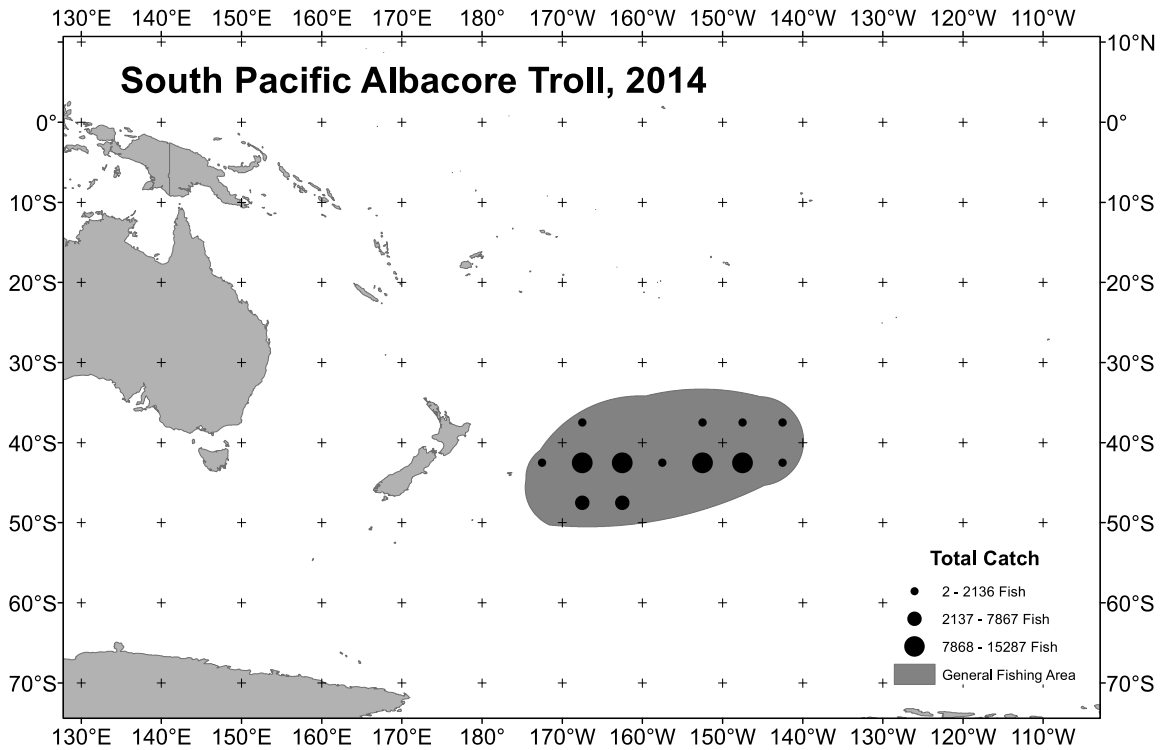 130°E 140°E 150°E 160°E 170°E 180° 170°W 160°W 150°W 140°W 130°W 120°W 110°W
10°N
South Pacific Albacore Troll, 2014
0° 0°
10°S 10°S
20°S 20°S
30°S 30°S
40°S 40°S
50°S 50°S
Total Catch
2 - 2136 Fish
60°S 60°S
2137 - 7867 Fish
7868 - 15287 Fish
General Fishing Area
70°S 70°S
130°E 140°E 150°E 160°E 170°E 180° 170°W 160°W 150°W 140°W 130°W 120°W 110°W